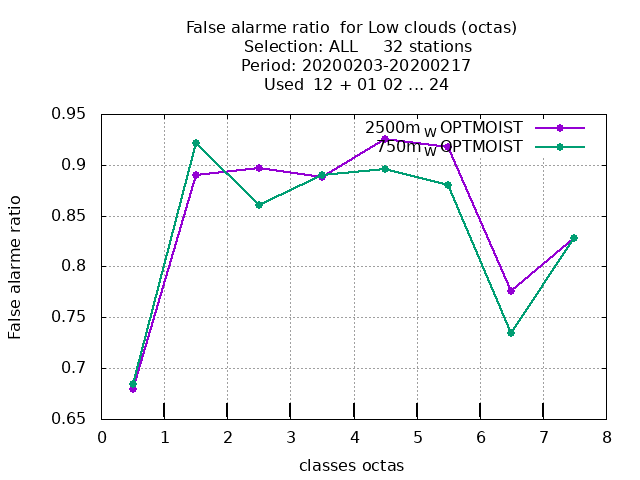 False alarme ratio  for Low clouds (octas)
Selection: ALL     32 stations
Period: 20200203-20200217
Used  12 + 01 02 ... 24
0.95
0.9
0.85
0.8
0.75
0.7
0.65
False alarme ratio
2500m W OPTMOIST
750m W OPTMOIST
0 1 2 3 4 5 6 7 8
classes octas